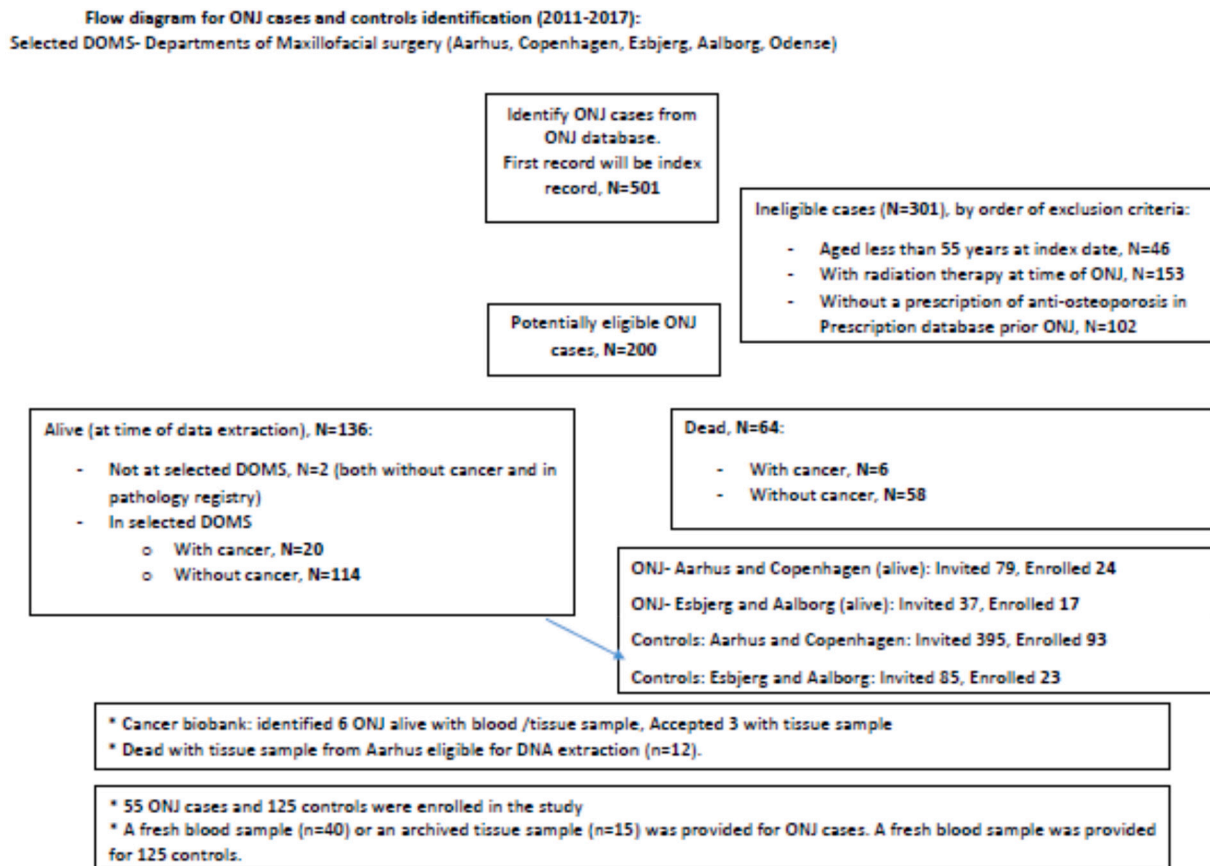 Flow diagram for ONJ cases and controls identification (2011-2017):
Selected DOMS- Departments of Maxillofacial surgery (Aarhus, Copenhagen, Esbjerg, Aalborg, Odense)
Identify ONJ cases from
ONJ database.
First record will be index
record, N=501
Ineligible cases (N=301), by order of exclusion criteria:
- Aged less than 55 years at index date, N=46
- With radiation therapy at time of ONJ, N=153
- Without a prescription of anti-osteoporosis in
Prescription database prior ONJ, N=102
Potentially eligible ONJ
cases, N=200
Alive (at time of data extraction), N=136:
- Not at selected DOMS, N=2 (both without cancer and in
pathology registry)
- In selected DOMS
o With cancer, N=20
o Without cancer, N=114
Dead, N=64:
- With cancer, N=6
- Without cancer, N=58
ONJ- Aarhus and Copenhagen (alive): Invited 79, Enrolled 24
ONJ- Esbjerg and Aalborg (alive): Invited 37, Enrolled 17
Controls: Aarhus and Copenhagen: Invited 395, Enrolled 93
Controls: Esbjerg and Aalborg: Invited 85, Enrolled 23
* Cancer biobank: identified 6 ONJ alive with blood /tissue sample, Accepted 3 with tissue sample
* Dead with tissue sample from Aarhus eligible for DNA extraction (n=12).
* 55 ONJ cases and 125 controls were enrolled in the study
* A fresh blood sample (n=40) or an archived tissue sample (n=15) was provided for ONJ cases. A fresh blood sample was provided
for 125 controls.